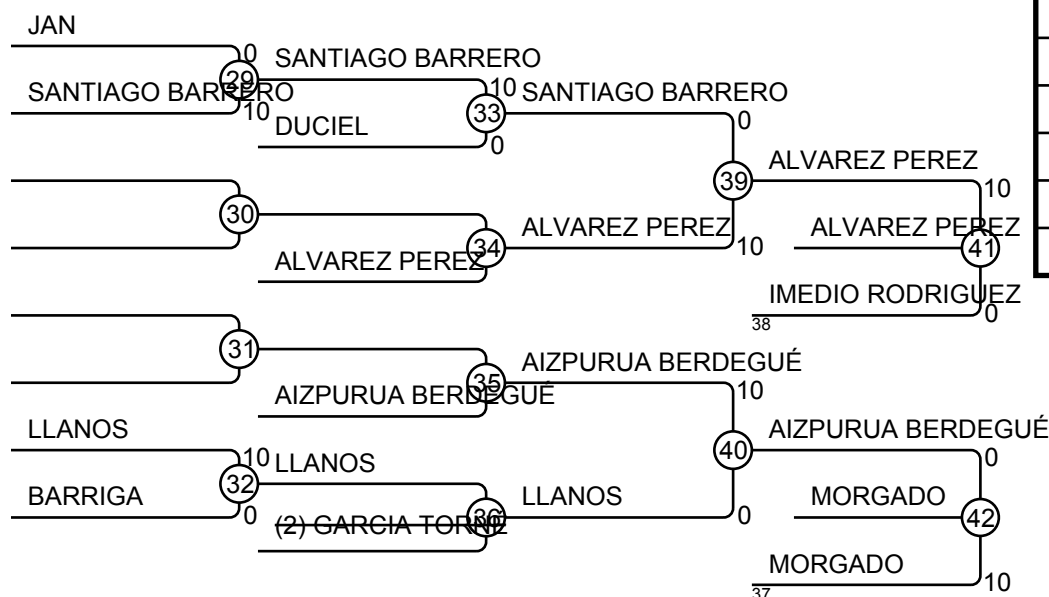 JAN
0
29
SANTIAGO BARRERO
10
SANTIAGO BARRERO
10
33
DUCIEL
0
SANTIAGO BARRERO
0
39
30
34
ALVAREZ PEREZ
ALVAREZ PEREZ
10
ALVAREZ PEREZ
10
ALVAREZ PEREZ
41
IMEDIO RODRIGUEZ
0
38
31
35
AIZPURUA BERDEGUÉ
AIZPURUA BERDEGUÉ
10
40
LLANOS
10
32
BARRIGA
0
LLANOS
36
(2) GARCIA TORNÉ
LLANOS
0
AIZPURUA BERDEGUÉ
0
MORGADO
42
MORGADO
10
37